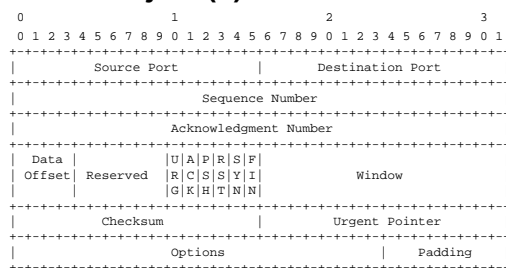 0                   1                   2                   3
 0 1 2 3 4 5 6 7 8 9 0 1 2 3 4 5 6 7 8 9 0 1 2 3 4 5 6 7 8 9 0 1
+-+-+-+-+-+-+-+-+-+-+-+-+-+-+-+-+-+-+-+-+-+-+-+-+-+-+-+-+-+-+-+-+
|          Source Port          |       Destination Port
+-+-+-+-+-+-+-+-+-+-+-+-+-+-+-+-+-+-+-+-+-+-+-+-+-+-+-+-+-+-+-+-+
|                        Sequence Number
+-+-+-+-+-+-+-+-+-+-+-+-+-+-+-+-+-+-+-+-+-+-+-+-+-+-+-+-+-+-+-+-+
|                    Acknowledgment Number
+-+-+-+-+-+-+-+-+-+-+-+-+-+-+-+-+-+-+-+-+-+-+-+-+-+-+-+-+-+-+-+-+
|  Data |           |U|A|P|R|S|F|
| Offset| Reserved  |R|C|S|S|Y|I|            Window
|       |           |G|K|H|T|N|N|
+-+-+-+-+-+-+-+-+-+-+-+-+-+-+-+-+-+-+-+-+-+-+-+-+-+-+-+-+-+-+-+-+
|           Checksum            |         Urgent Pointer
+-+-+-+-+-+-+-+-+-+-+-+-+-+-+-+-+-+-+-+-+-+-+-+-+-+-+-+-+-+-+-+-+
|                    Options                    |    Padding
+-+-+-+-+-+-+-+-+-+-+-+-+-+-+-+-+-+-+-+-+-+-+-+-+-+-+-+-+-+-+-+-+